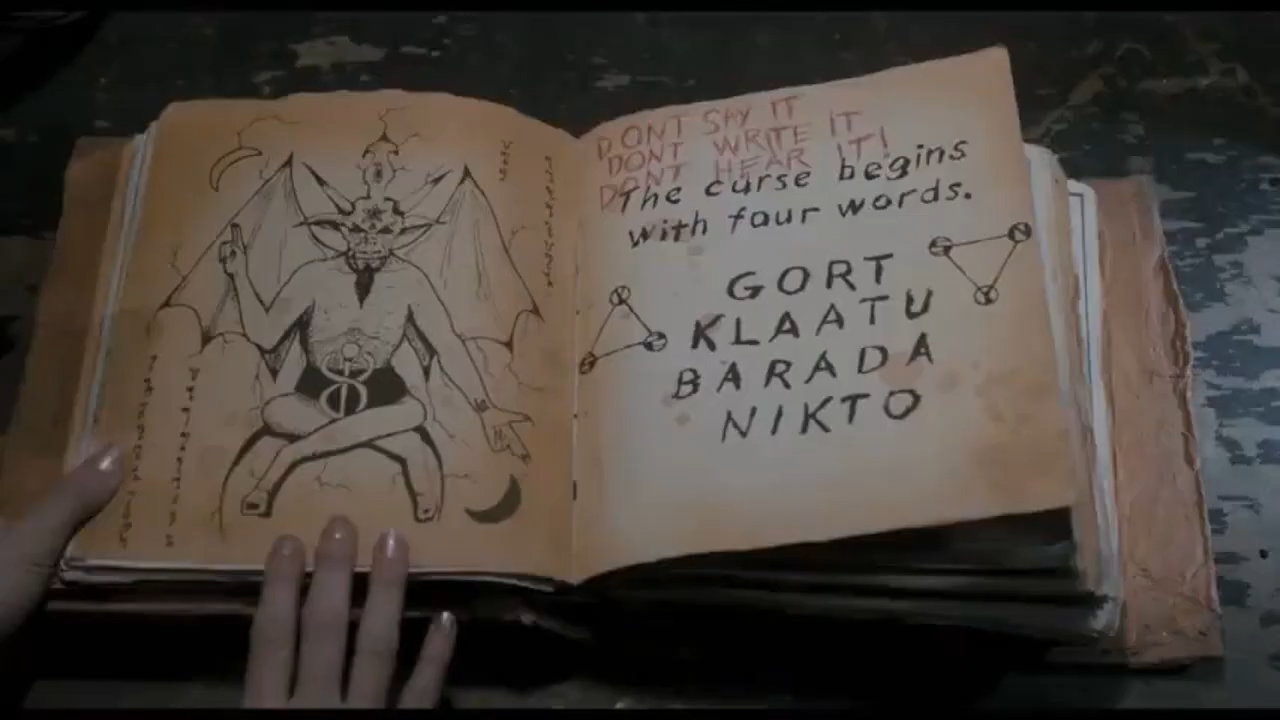 DONT SAY IT
DONT WRITE IT
DONT HEAR IT!
The curse begins
with four words.
GORT
KLAATU
BARADA
NIKTO